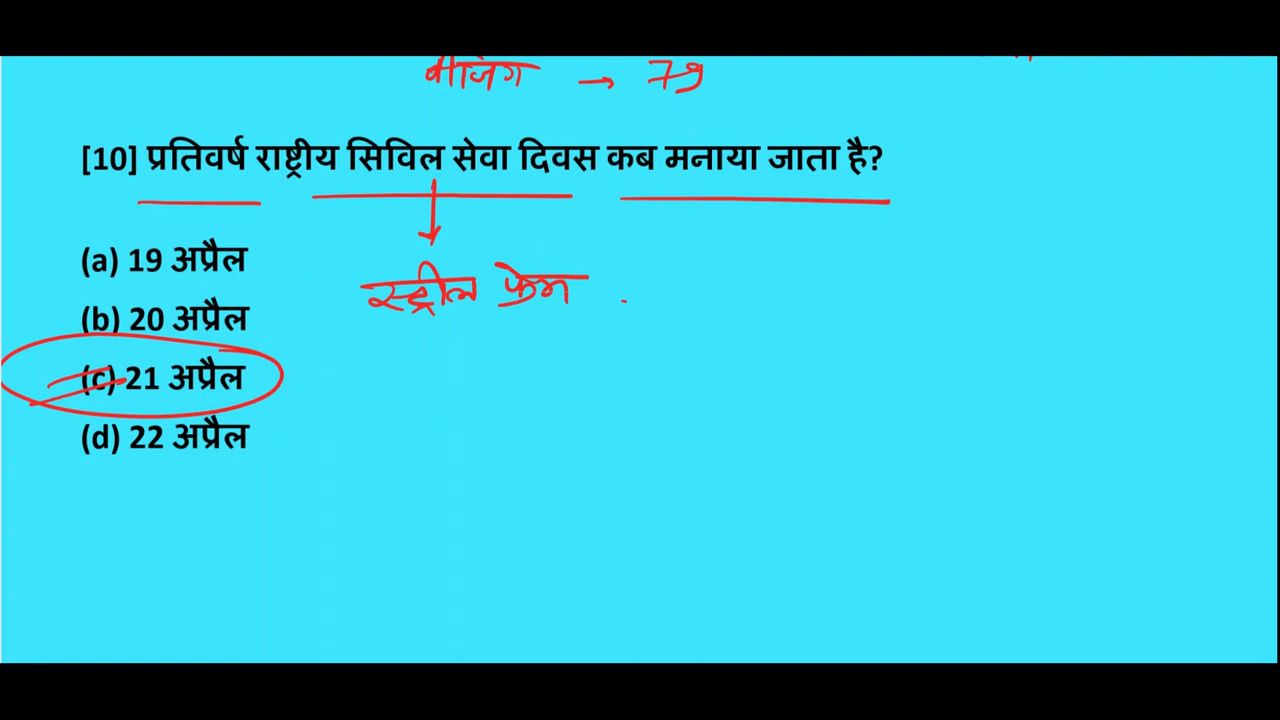 → 79
[10] प्रतिवर्ष राष्ट्रीय सिविल सेवा दिवस कब मनाया जाता है?
(a) 19 अप्रैल
स्ट्रील फ्रेम
(b) 20 अप्रैल
(c) 21 अप्रैल
(d) 22 अप्रैल